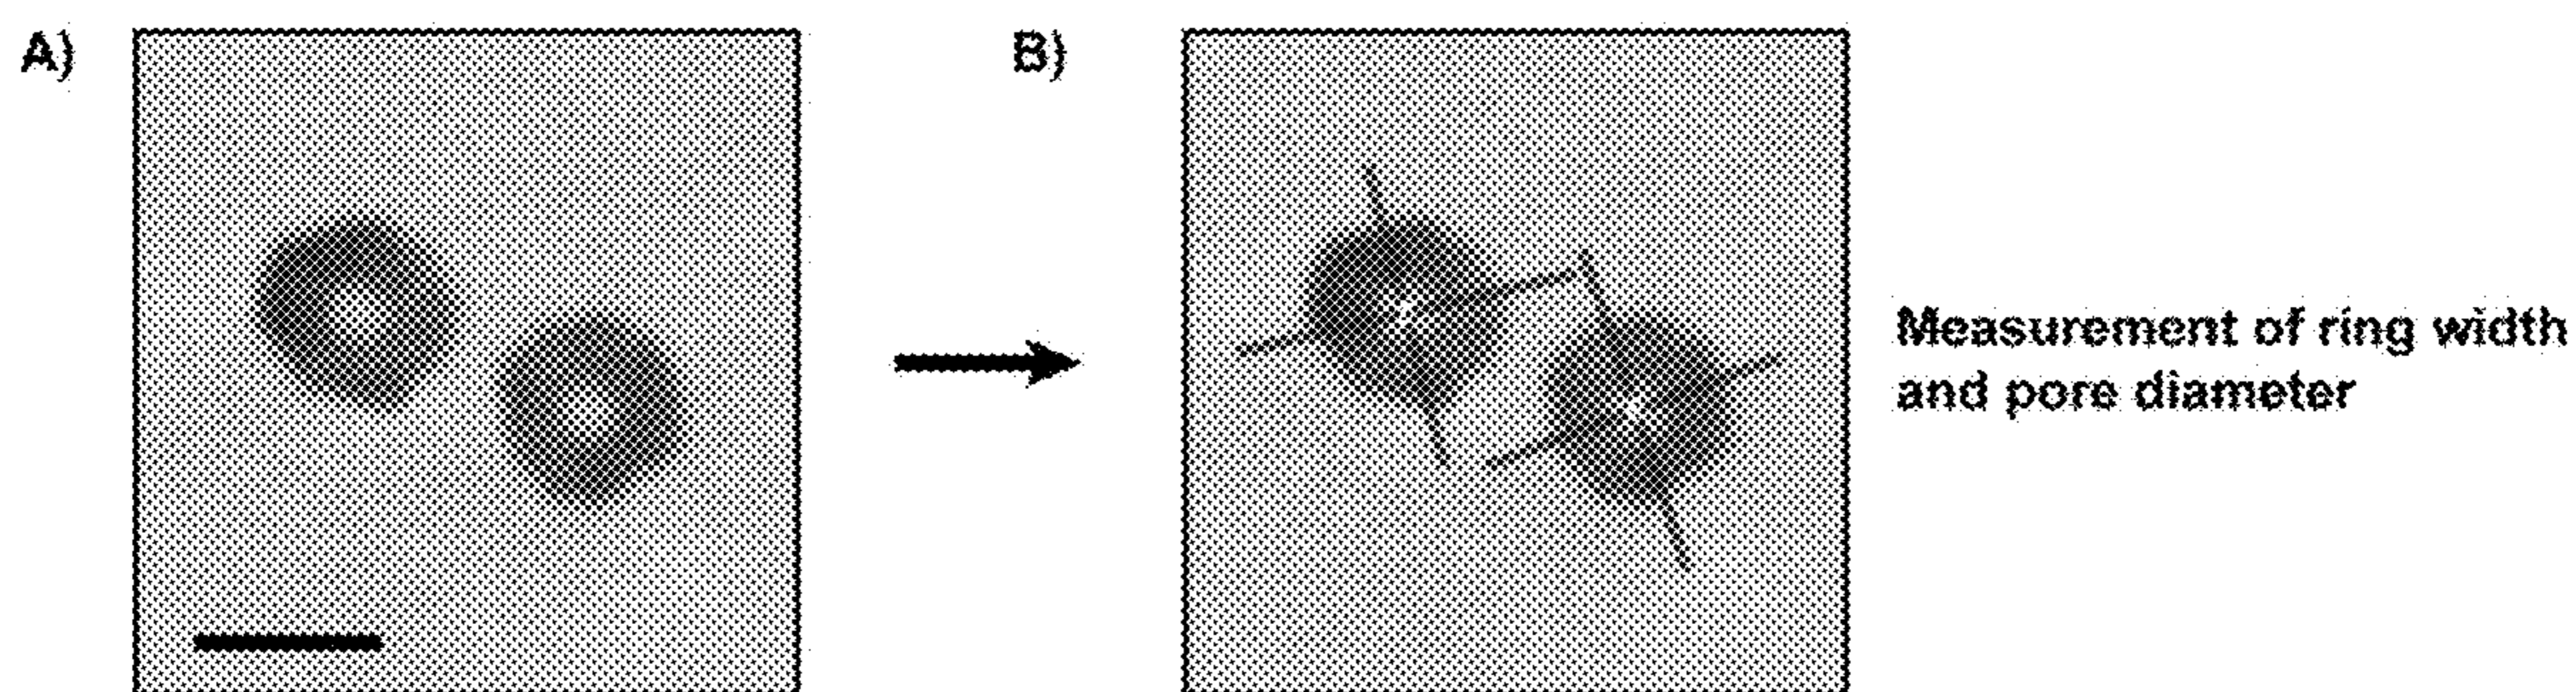 A)
B)
Measurement of ring width
and pore diameter